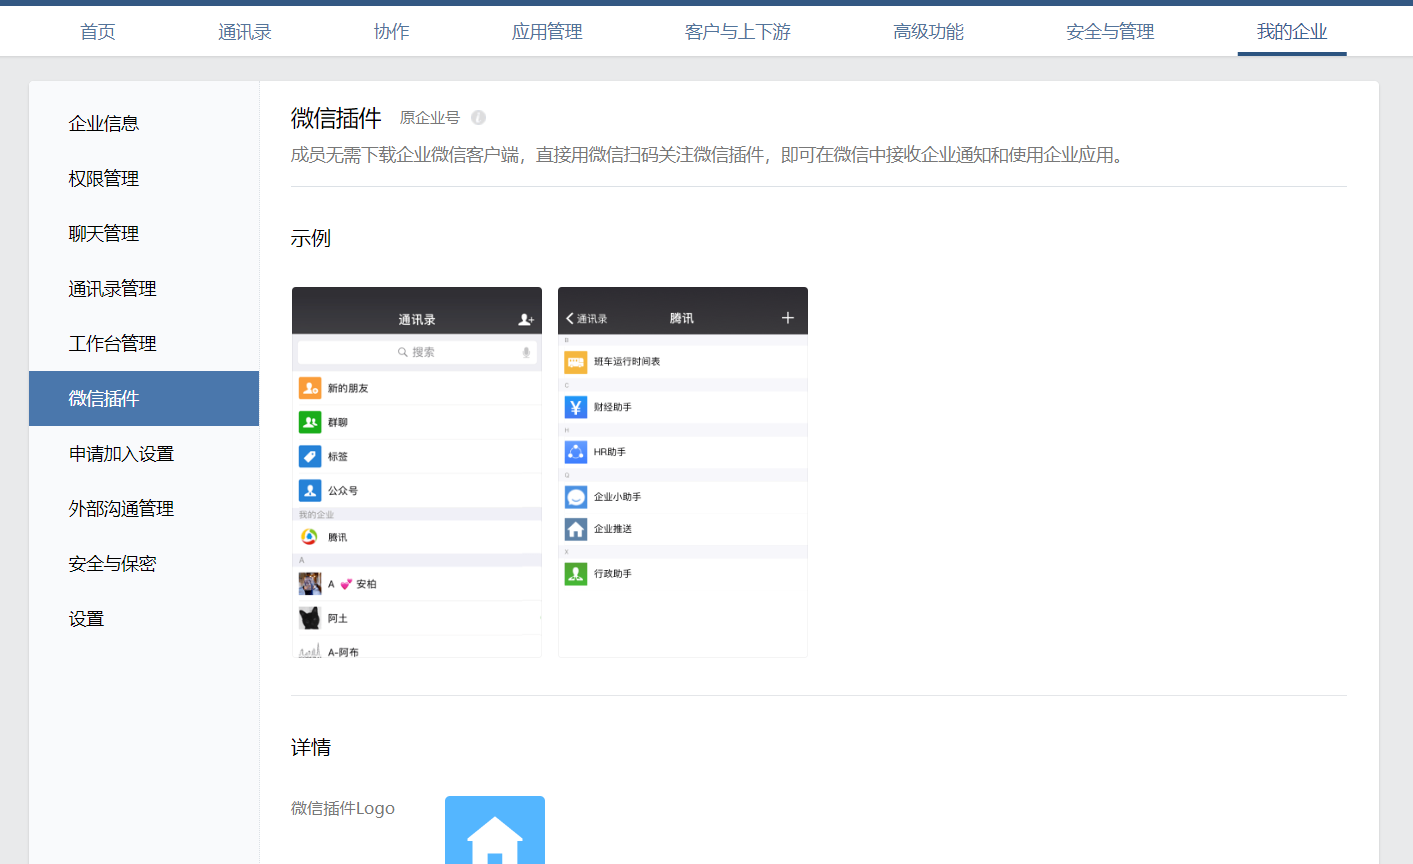 首页 通讯录 协作 应用管理 客户与上下游 高级功能 安全与管理 我的企业
企业信息
权限管理
聊天管理
通讯录管理
工作台管理
微信插件
申请加入设置
外部沟通管理
安全与保密
设置
微信插件 原企业号 i
成员无需下载企业微信客户端，直接用微信扫码关注微信插件，即可在微信中接收企业通知和使用企业应用。
示例
通讯录
搜索
新的朋友
群聊
标签
公众号
我的企业
腾讯
A
A 💕 安柏
阿土
A-阿布
通讯录 腾讯 +
B
班车运行时间表
C
¥ 财经助手
H
HR助手
Q
企业小助手
企业推送
X
行政助手
详情
微信插件Logo